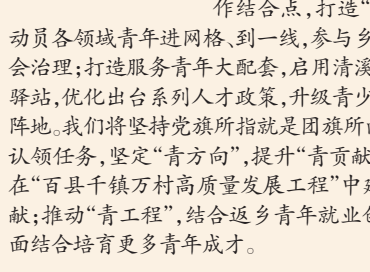 作结合点，打造“
动员各领域青年进网格、到一线，参与乡
会治理；打造服务青年大配套，启用清溪
驿站，优化出台系列人才政策，升级青少
阵地。我们将坚持党旗所指就是团旗所
认领任务，坚定“青方向”，提升“青贡献
在“百县千镇万村高质量发展工程”中建
献；推动“青工程”，结合返乡青年就业创
面结合培育更多青年成才。